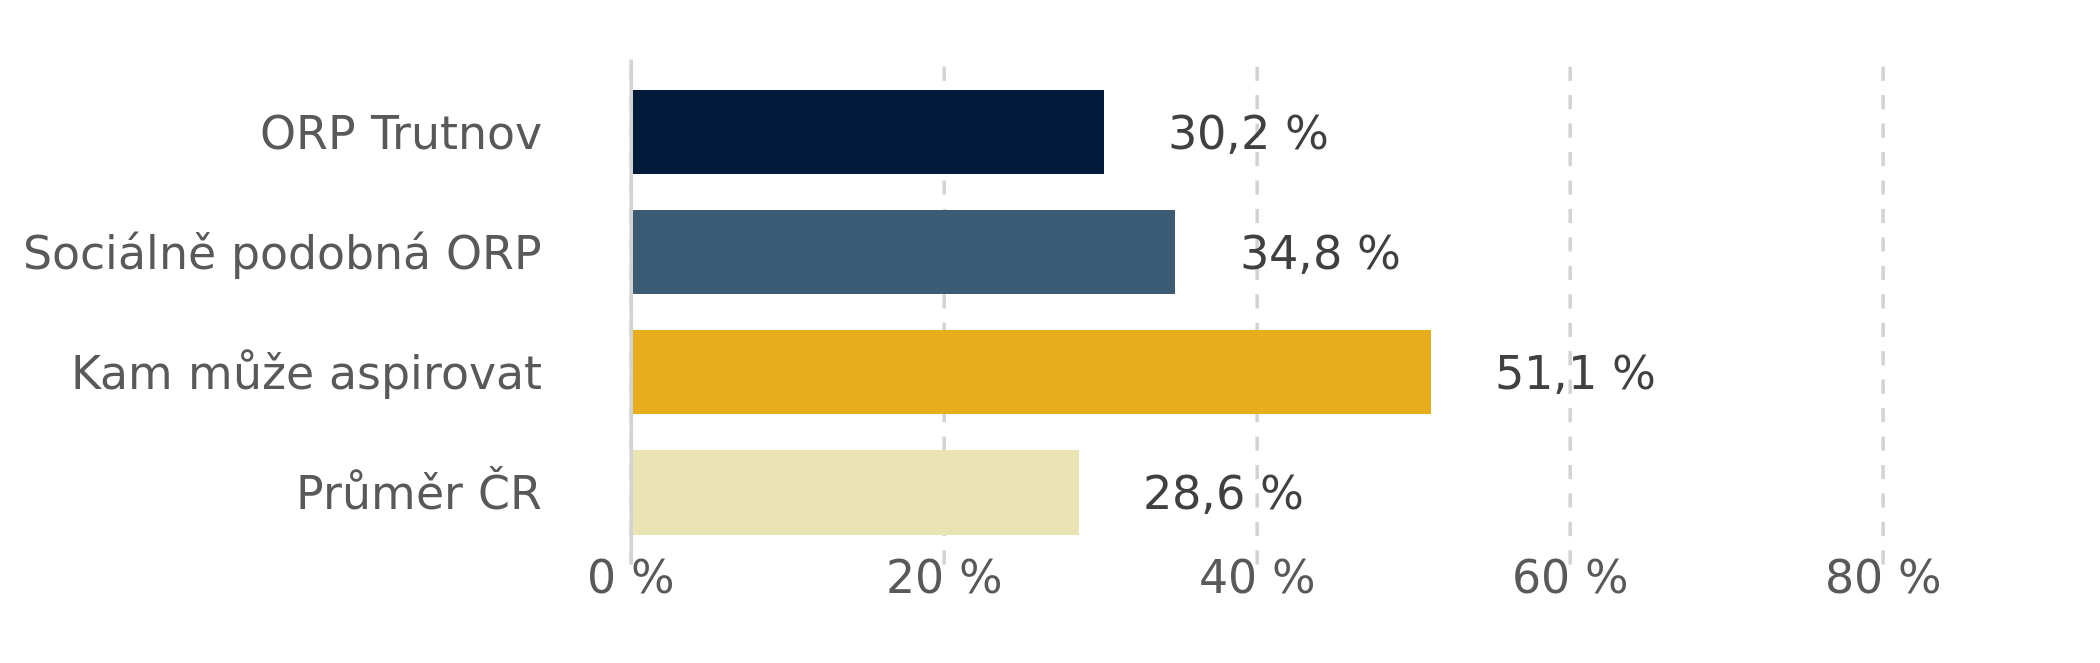 ORP Trutnov 30,2 %
Sociálně podobná ORP 34,8 %
Kam může aspirovat 51,1 %
Průměr ČR 28,6 %
0 % 20 % 40 % 60 % 80 %